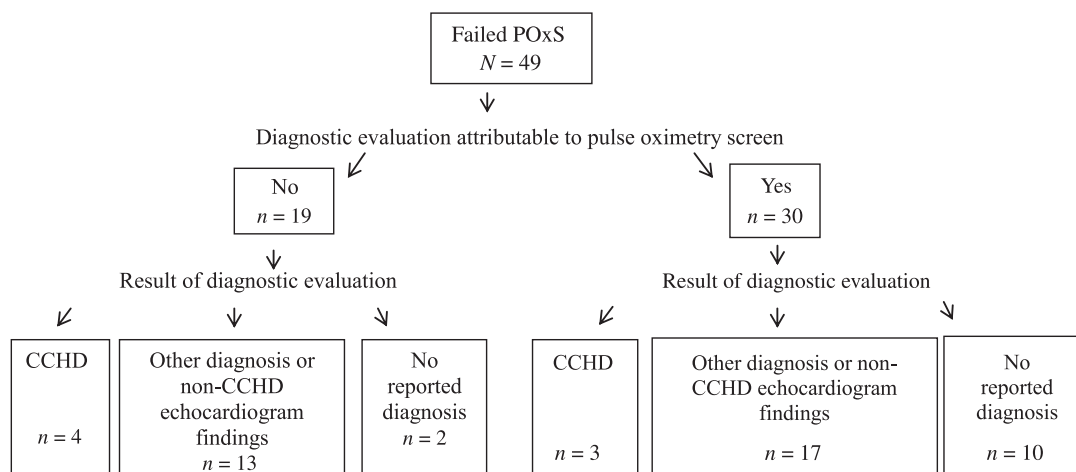 Failed POxS
N = 49
Diagnostic evaluation attributable to pulse oximetry screen
No
n = 19
Yes
n = 30
Result of diagnostic evaluation
Result of diagnostic evaluation
CCHD
n = 4
Other diagnosis or
non-CCHD
echocardiogram
findings
n = 13
No
reported
diagnosis
n = 2
CCHD
n = 3
Other diagnosis or non-
CCHD echocardiogram
findings
n = 17
No
reported
diagnosis
n = 10